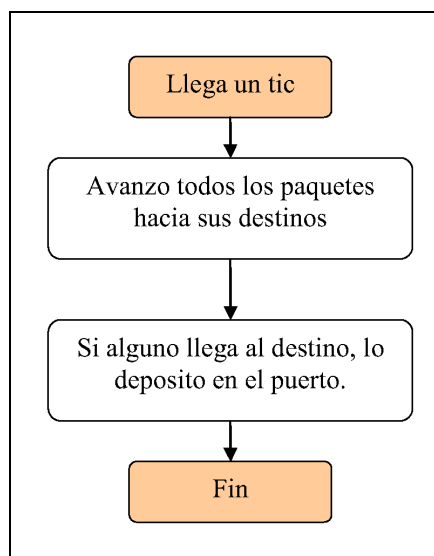 Llega un tic
Avanzo todos los paquetes
hacia sus destinos
Si alguno llega al destino, lo
deposito en el puerto.
Fin